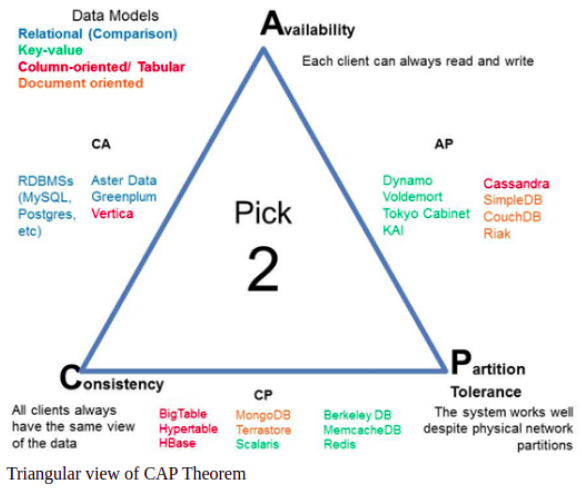 Data Models
Relational (Comparison)
Key-value
Column-oriented/ Tabular
Document oriented
Availability
Each client can always read and write
CA
RDBMSs
(MySQL,
Postgres,
etc)
Aster Data
Greenplum
Vertica
AP
Dynamo
Voldemort
Tokyo Cabinet
KAI
Cassandra
SimpleDB
CouchDB
Riak
Pick
2
Consistency
All clients always
have the same view
of the data
CP
BigTable
Hypertable
HBase
MongoDB
Terrastore
Scalaris
Berkeley DB
MemcacheDB
Redis
Partition
Tolerance
The system works well
despite physical network
partitions
Triangular view of CAP Theorem